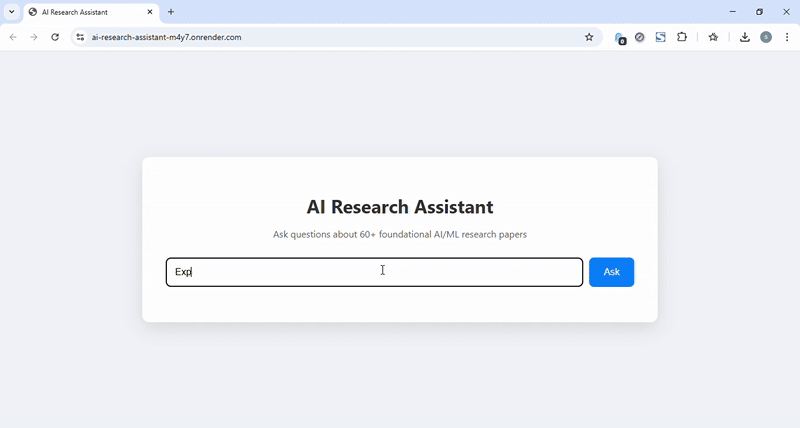 AI Research Assistant
ai-research-assistant-m4y7.onrender.com
0
s
AI Research Assistant
Ask questions about 60+ foundational AI/ML research papers
Exp
Ask